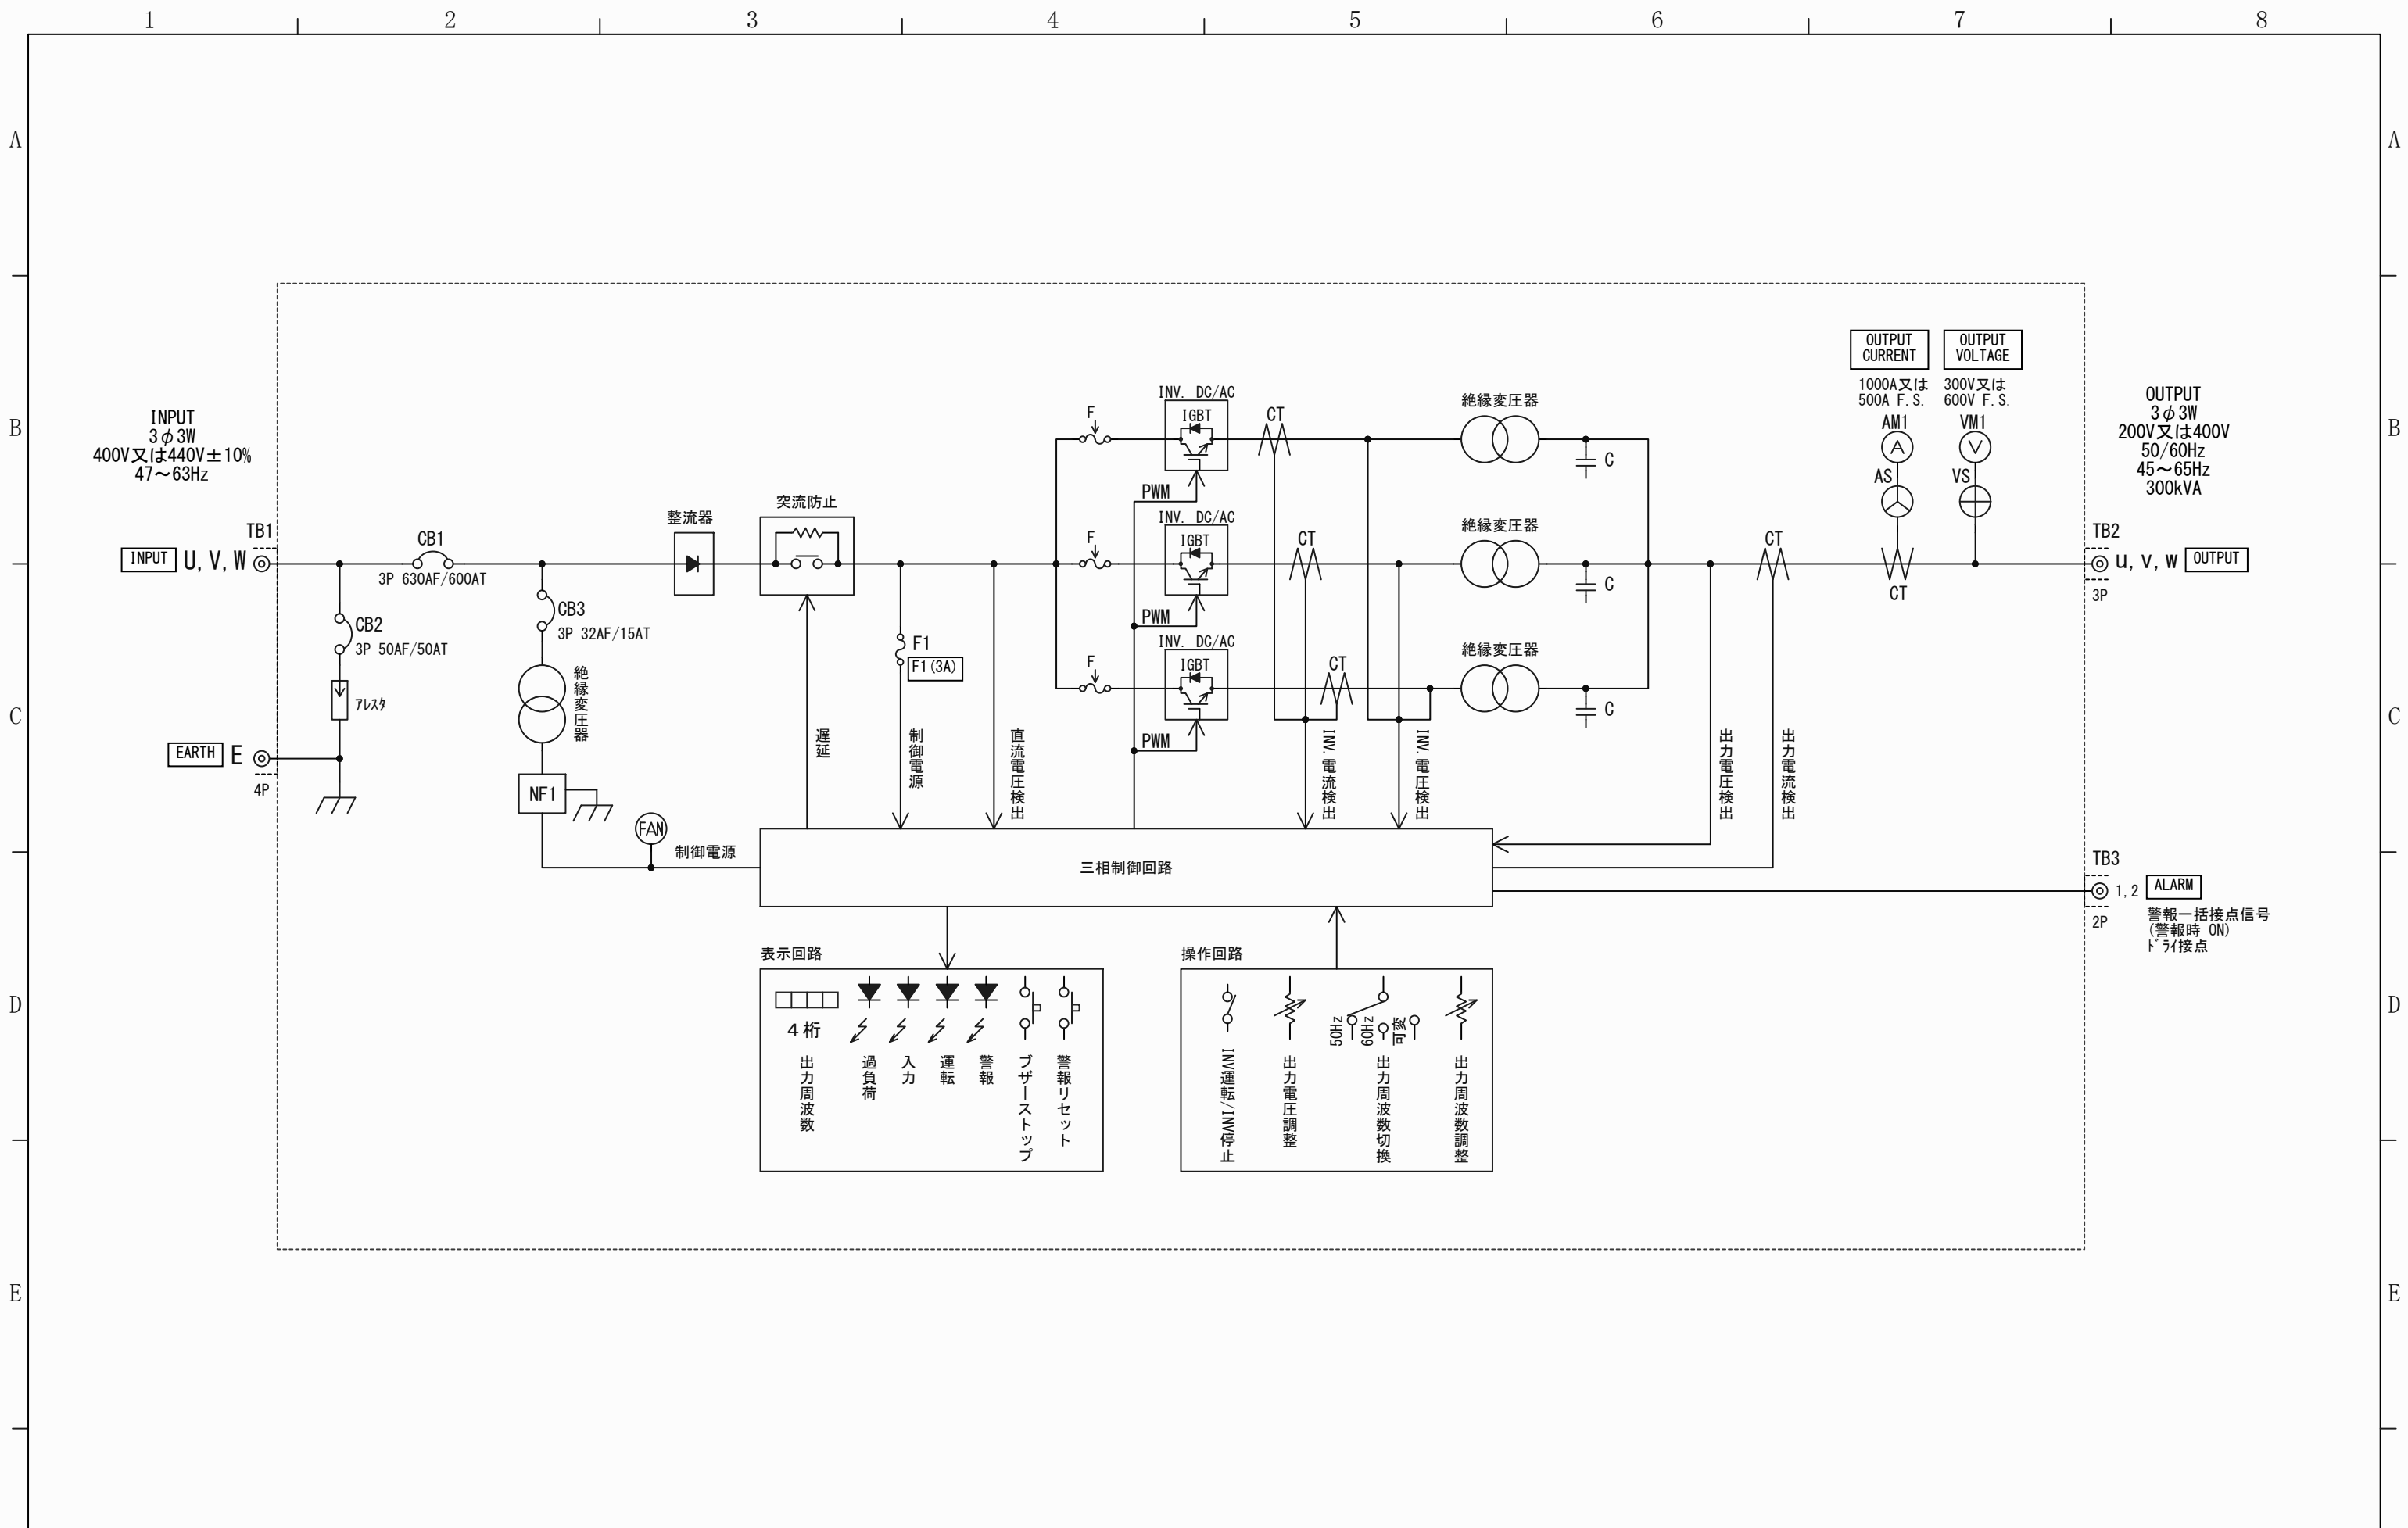 1 2 3 4 5 6 7 8
A
A
B
B
C
C
D
D
E
E
INPUT
3φ3W
400V又は440V±10%
47～63Hz
TB1
INPUT U, V, W
EARTH E
4P
CB1
3P 630AF/600AT
CB2
3P 50AF/50AT
アレスタ
CB3
3P 32AF/15AT
絶縁変圧器
NF1
FAN
制御電源
整流器
突流防止
遅延
F1
F1(3A)
制御電源
直流電圧検出
F
INV. DC/AC
IGBT
PWM
CT
絶縁変圧器
C
F
INV. DC/AC
IGBT
PWM
CT
絶縁変圧器
C
F
INV. DC/AC
IGBT
PWM
CT
絶縁変圧器
C
INV.電流検出
INV.電圧検出
出力電圧検出
出力電流検出
CT
OUTPUT
CURRENT
1000A又は
500A F.S.
AM1
A
AS
CT
OUTPUT
VOLTAGE
300V又は
600V F.S.
VM1
V
VS
OUTPUT
3φ3W
200V又は400V
50/60Hz
45～65Hz
300kVA
TB2
u, v, w OUTPUT
3P
三相制御回路
TB3
1, 2 ALARM
2P
警報一括接点信号
(警報時 ON)
ﾄﾞﾗｲ接点
表示回路
4桁
出力周波数
過負荷
入力
運転
警報
ブザーストップ
警報リセット
操作回路
INV運転/INV停止
出力電圧調整
50Hz
60Hz
可変
出力周波数切換
出力周波数調整